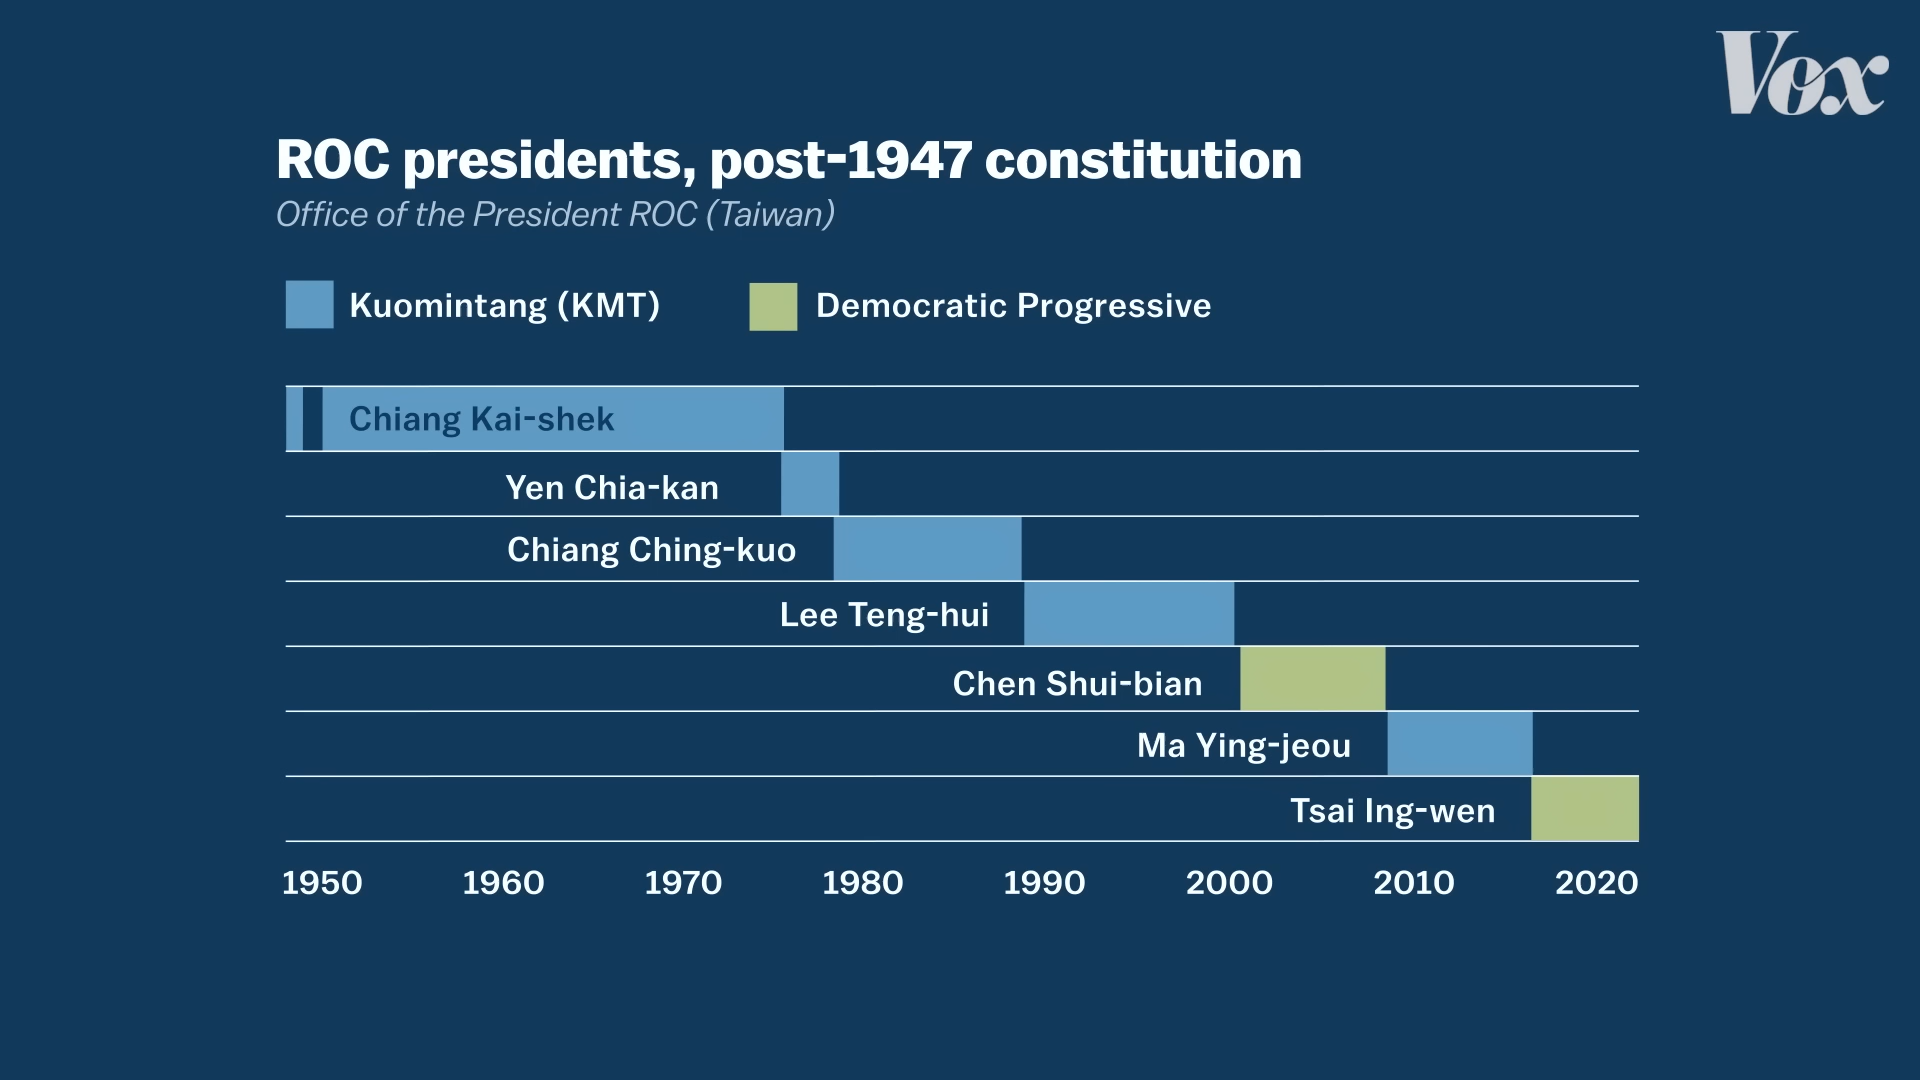 Vox
ROC presidents, post-1947 constitution
Office of the President ROC (Taiwan)
Kuomintang (KMT)
Democratic Progressive
Chiang Kai-shek
Yen Chia-kan
Chiang Ching-kuo
Lee Teng-hui
Chen Shui-bian
Ma Ying-jeou
Tsai Ing-wen
1950 1960 1970 1980 1990 2000 2010 2020